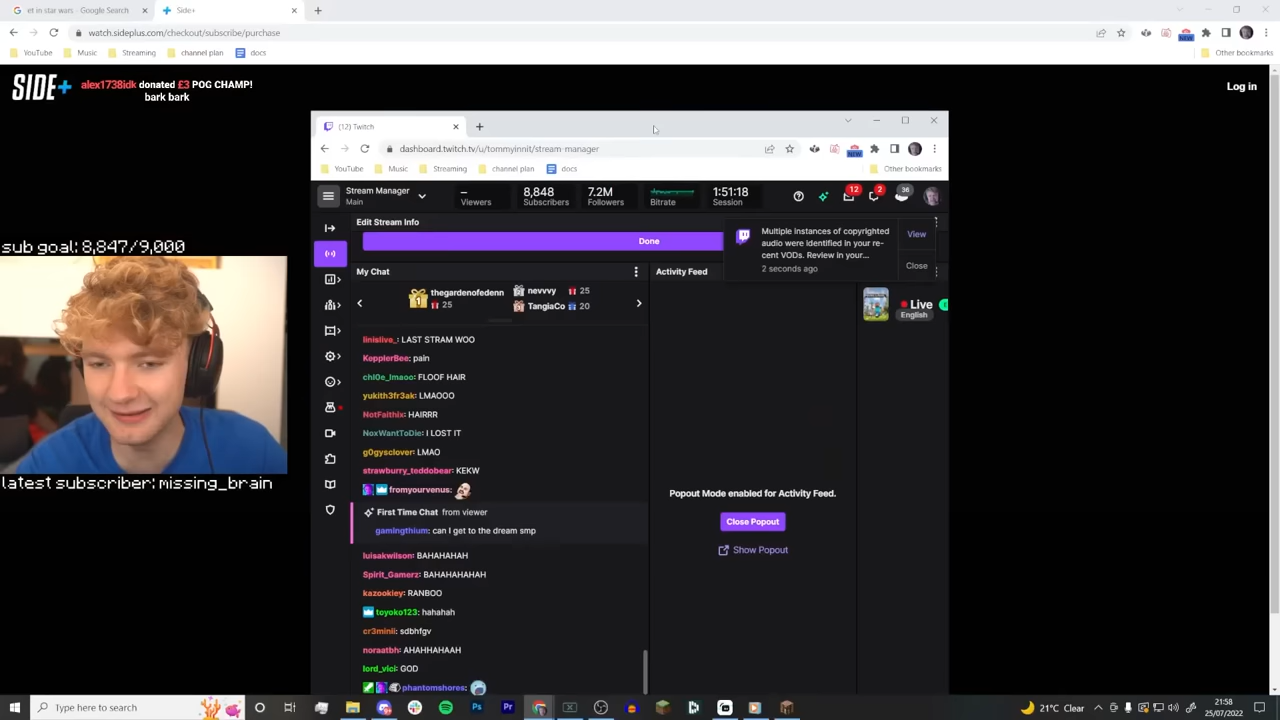 et in star wars - Google Search
Side+
watch.sideplus.com/checkout/subscribe/purchase
YouTube
Music
Streaming
channel plan
docs
Other bookmarks
SIDE+
alex1738idk donated £3 POG CHAMP!
bark bark
Log in
(12) Twitch
dashboard.twitch.tv/u/tommyinnit/stream-manager
NEW
YouTube
Music
Streaming
channel plan
docs
Other bookmarks
Stream Manager
Main
–
Viewers
8,848
Subscribers
7.2M
Followers
Bitrate
1:51:18
Session
12
2
36
Edit Stream Info
Done
Multiple instances of copyrighted
audio were identified in your re-
cent VODs. Review in your...
2 seconds ago
View
Close
My Chat
Activity Feed
thegardenofedenn
25
nevvvy 25
TangiaCo 20
Live
English
linislive_: LAST STRAM WOO
KopplerBee: pain
chl0e_lmaoo: FLOOF HAIR
yukith3fr3ak: LMAOOO
NotFaithix: HAIRRR
NoxWantToDie: I LOST IT
g0gysclover: LMAO
strawburry_teddobear: KEKW
fromyourvenus:
First Time Chat from viewer
gamingthium: can I get to the dream smp
luisakwilson: BAHAHAHAH
Spirit_Gamerz: BAHAHAHAHAH
kazookiey: RANBOO
toyoko123: hahahah
cr3minii: sdbhfgv
noraatbh: AHAHHAHAAH
lord_vici: GOD
phantomshores:
Popout Mode enabled for Activity Feed.
Close Popout
Show Popout
sub goal: 8,847/9,000
latest subscriber: missing_brain
Type here to search
21°C Clear
21:58
25/07/2022